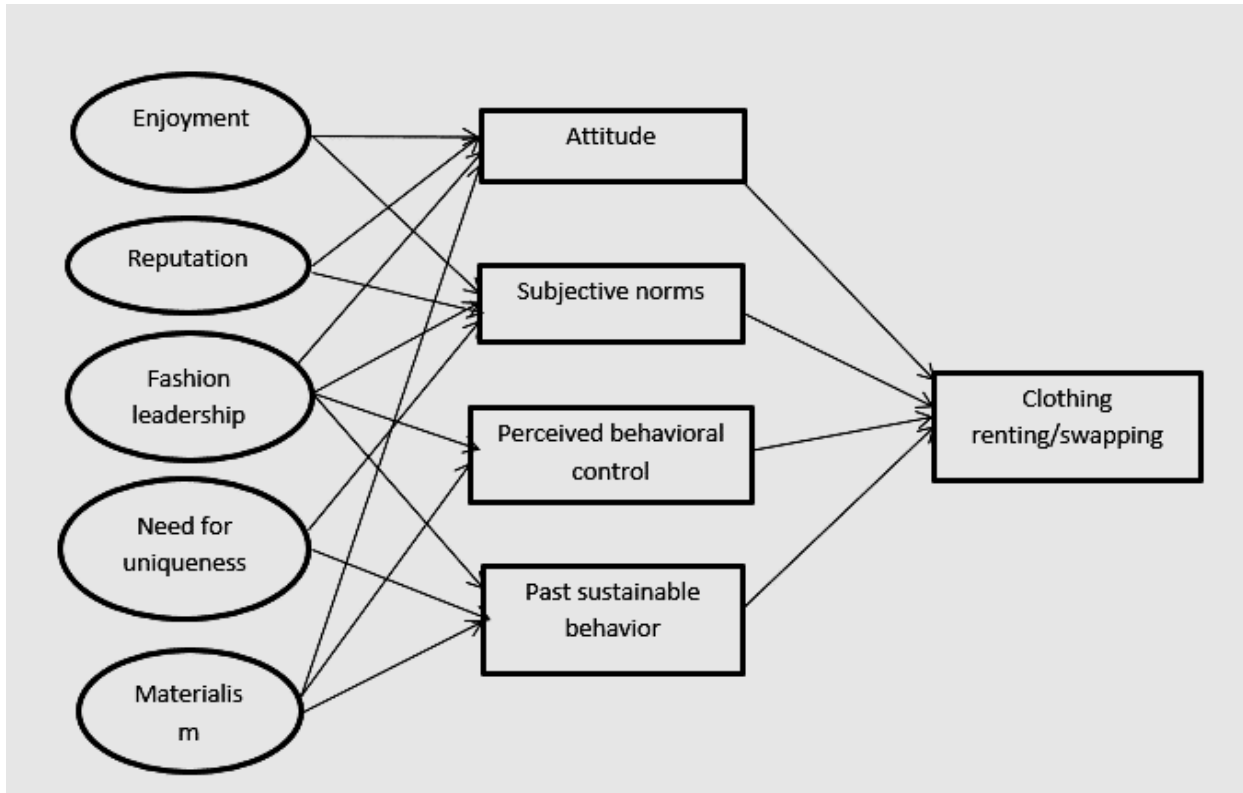 Enjoyment
Reputation
Fashion
leadership
Need for
uniqueness
Materialis
m
Attitude
Subjective norms
Perceived behavioral
control
Past sustainable
behavior
Clothing
renting/swapping